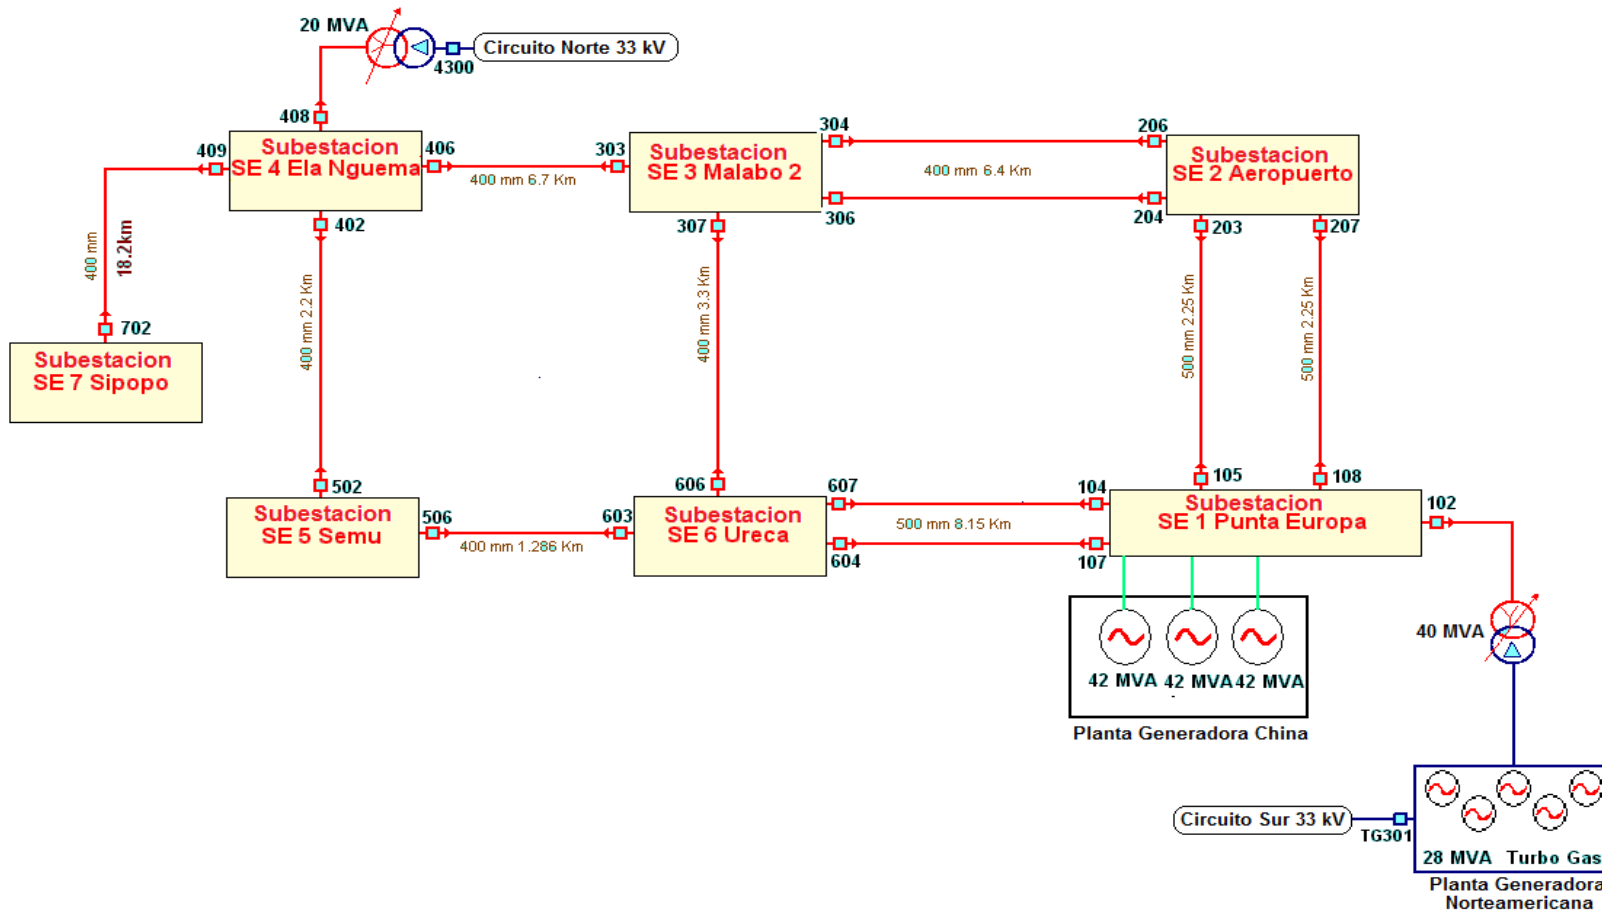 20 MVA
Circuito Norte 33 kV
4300
408
409
Subestacion
SE 4 Ela Nguema
406
400 mm 6.7 Km
303
Subestacion
SE 3 Malabo 2
304
206
400 mm 6.4 Km
306
204
Subestacion
SE 2 Aeropuerto
402
307
203
207
400 mm
18.2km
400 mm 2.2 Km
400 mm 3.3 Km
500 mm 2.25 Km
500 mm 2.25 Km
702
Subestacion
SE 7 Sipopo
502
606
607
104
105
108
102
Subestacion
SE 5 Semu
506
603
400 mm 1.286 Km
Subestacion
SE 6 Ureca
500 mm 8.15 Km
604
107
Subestacion
SE 1 Punta Europa
40 MVA
42 MVA
42 MVA
42 MVA
Planta Generadora China
Circuito Sur 33 kV
TG301
28 MVA Turbo Gas
Planta Generadora
Norteamericana